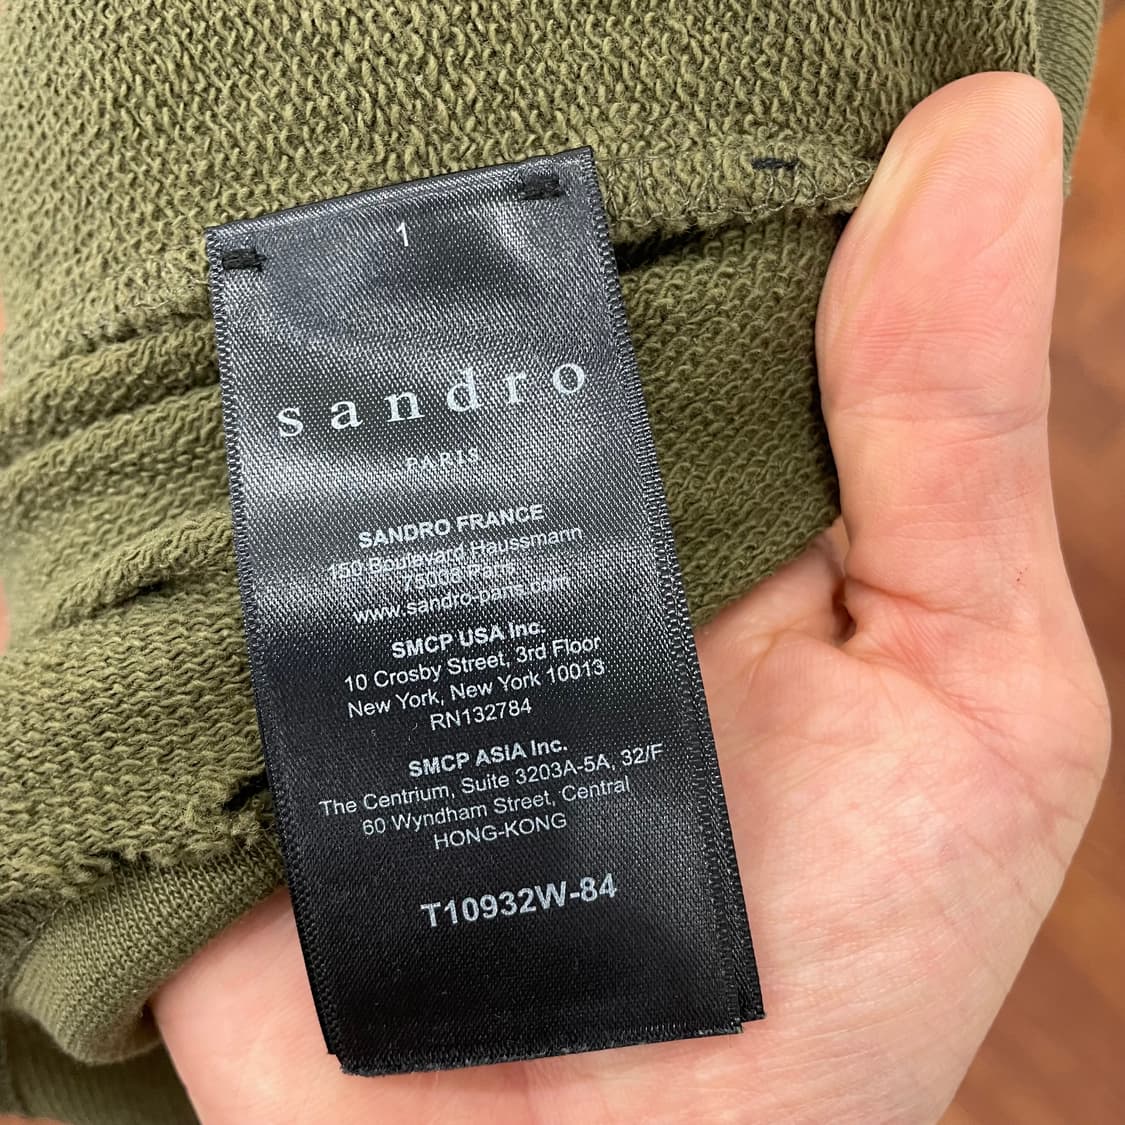 1
sandro
PARIS
SANDRO FRANCE
150 Boulevard Haussmann
75008 Paris
www.sandro-paris.com
SMCP USA Inc.
10 Crosby Street, 3rd Floor
New York, New York 10013
RN132784
SMCP ASIA Inc.
The Centrium, Suite 3203A-5A, 32/F
60 Wyndham Street, Central
HONG-KONG
T10932W-84